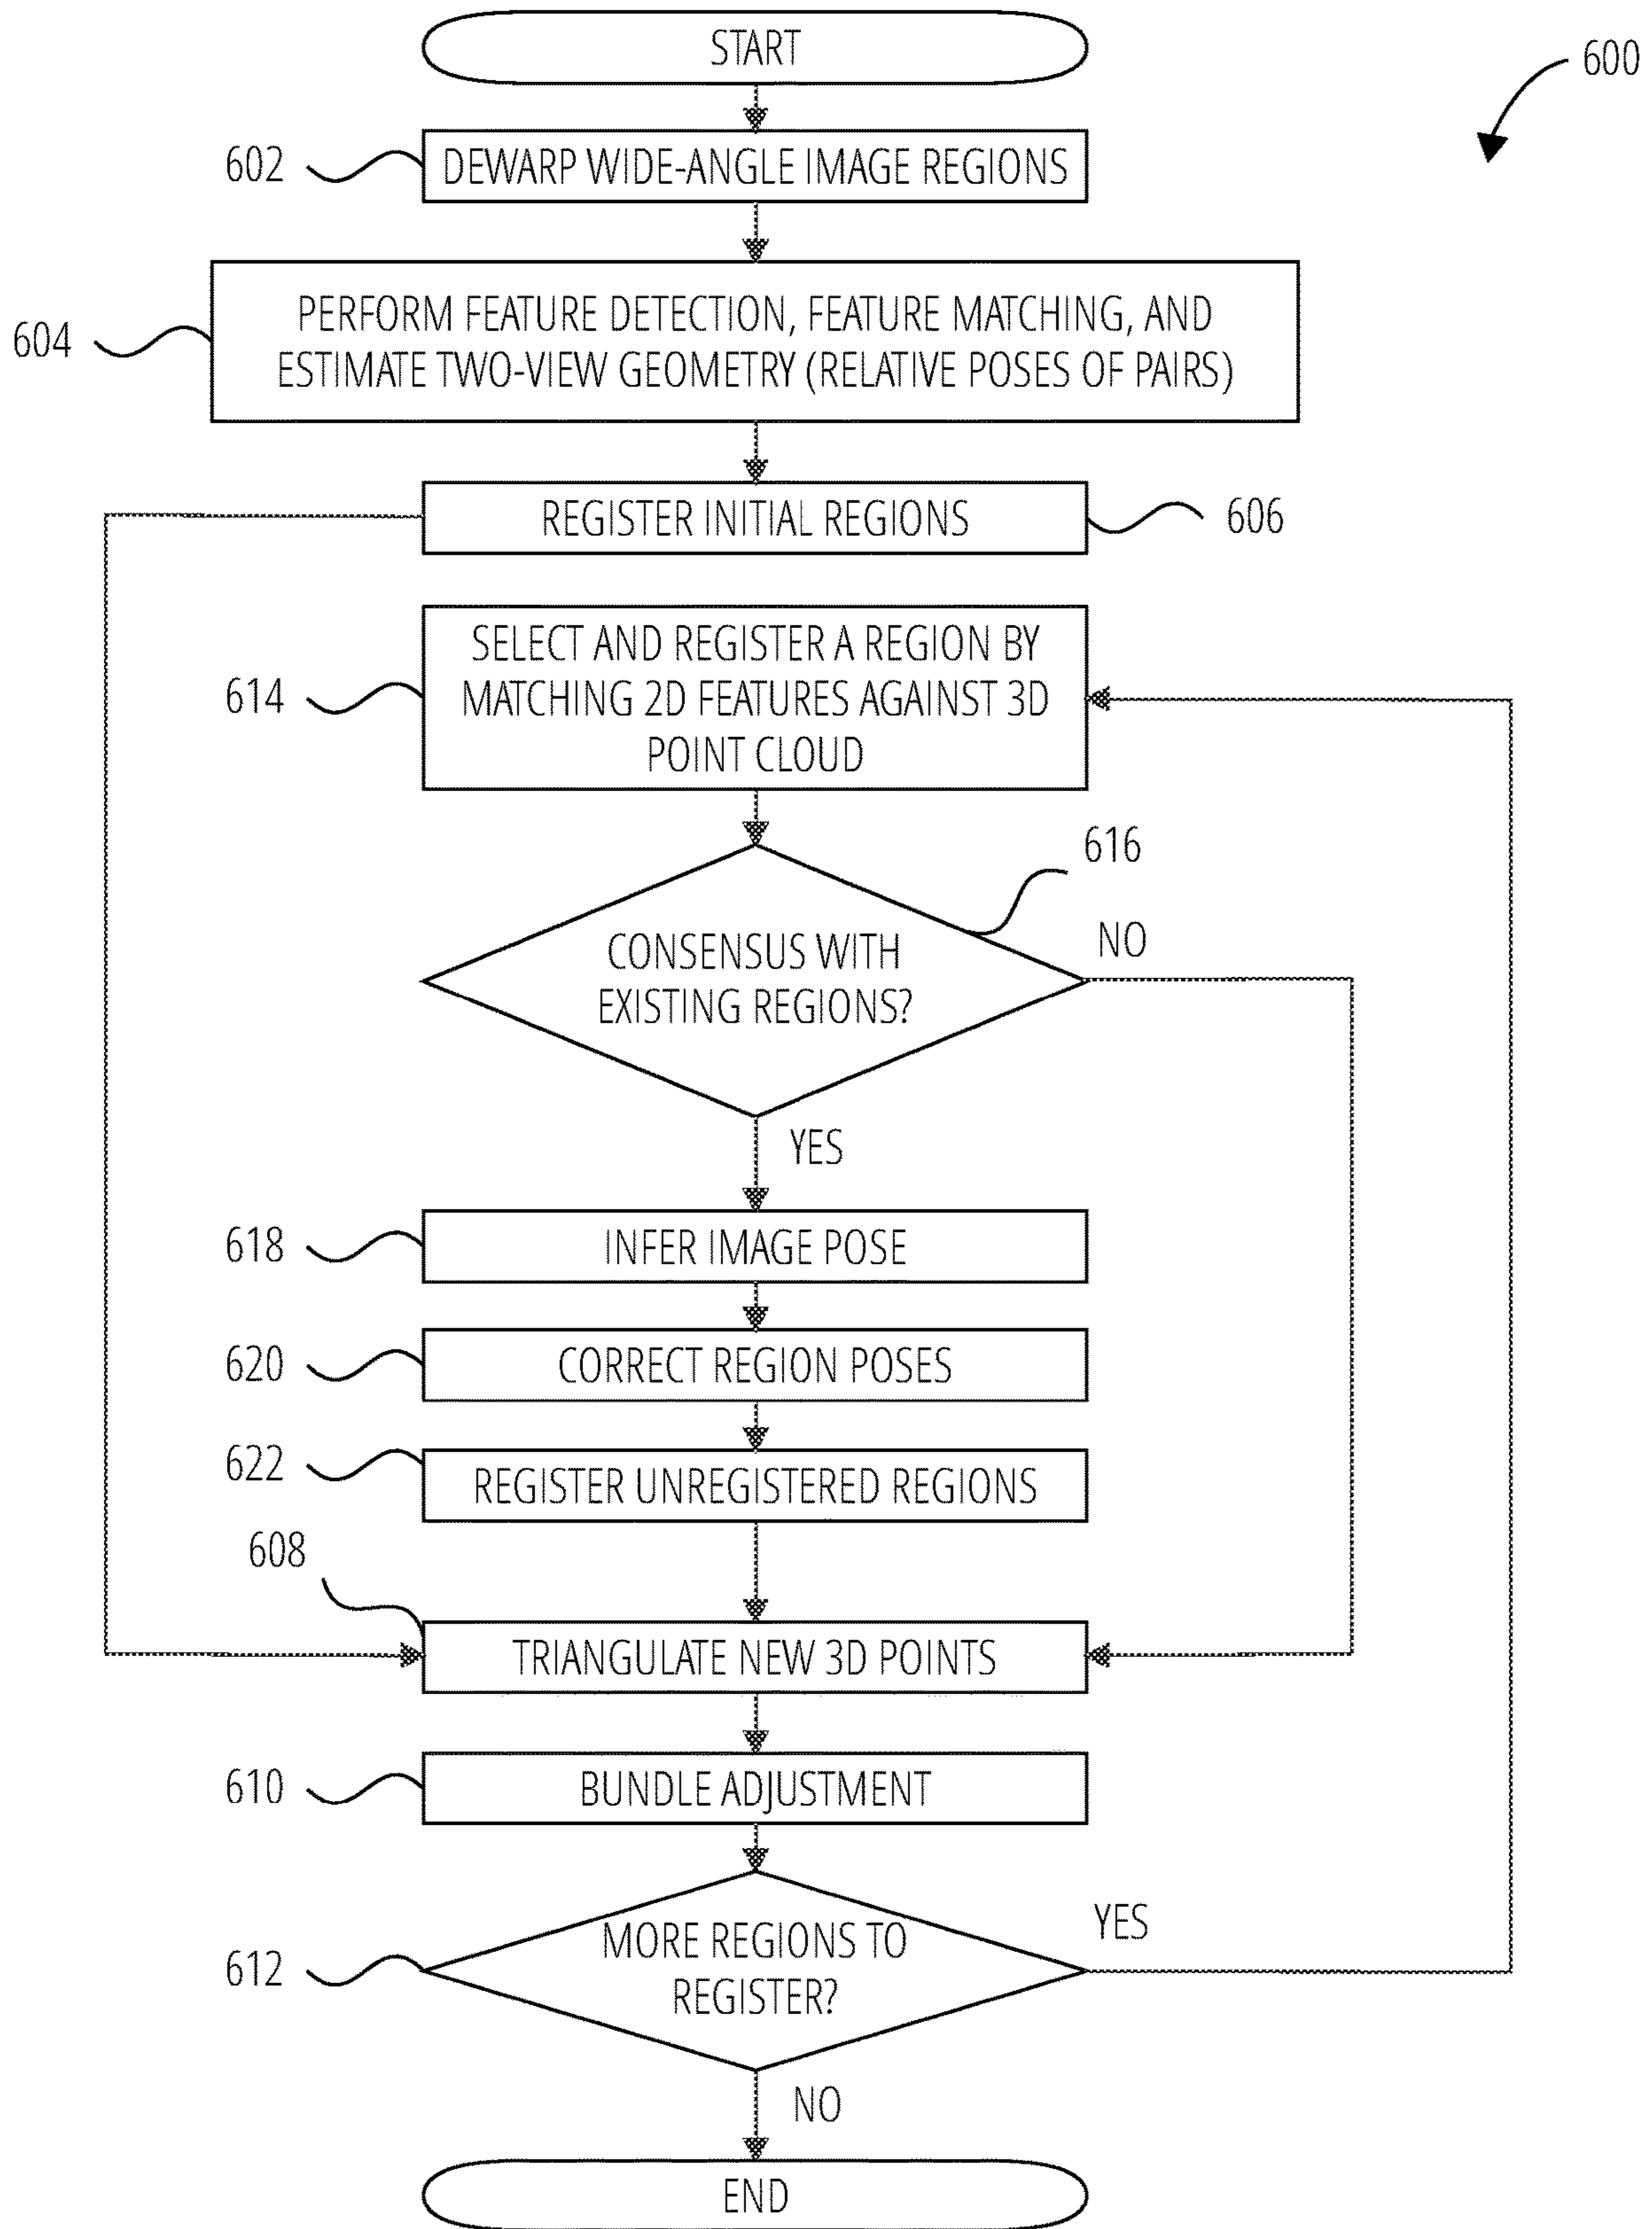 START
600
602
DEWARP WIDE-ANGLE IMAGE REGIONS
604
PERFORM FEATURE DETECTION, FEATURE MATCHING, AND
ESTIMATE TWO-VIEW GEOMETRY (RELATIVE POSES OF PAIRS)
REGISTER INITIAL REGIONS
606
614
SELECT AND REGISTER A REGION BY
MATCHING 2D FEATURES AGAINST 3D
POINT CLOUD
616
CONSENSUS WITH
EXISTING REGIONS?
NO
YES
618
INFER IMAGE POSE
620
CORRECT REGION POSES
622
REGISTER UNREGISTERED REGIONS
608
TRIANGULATE NEW 3D POINTS
610
BUNDLE ADJUSTMENT
612
MORE REGIONS TO
REGISTER?
YES
NO
END